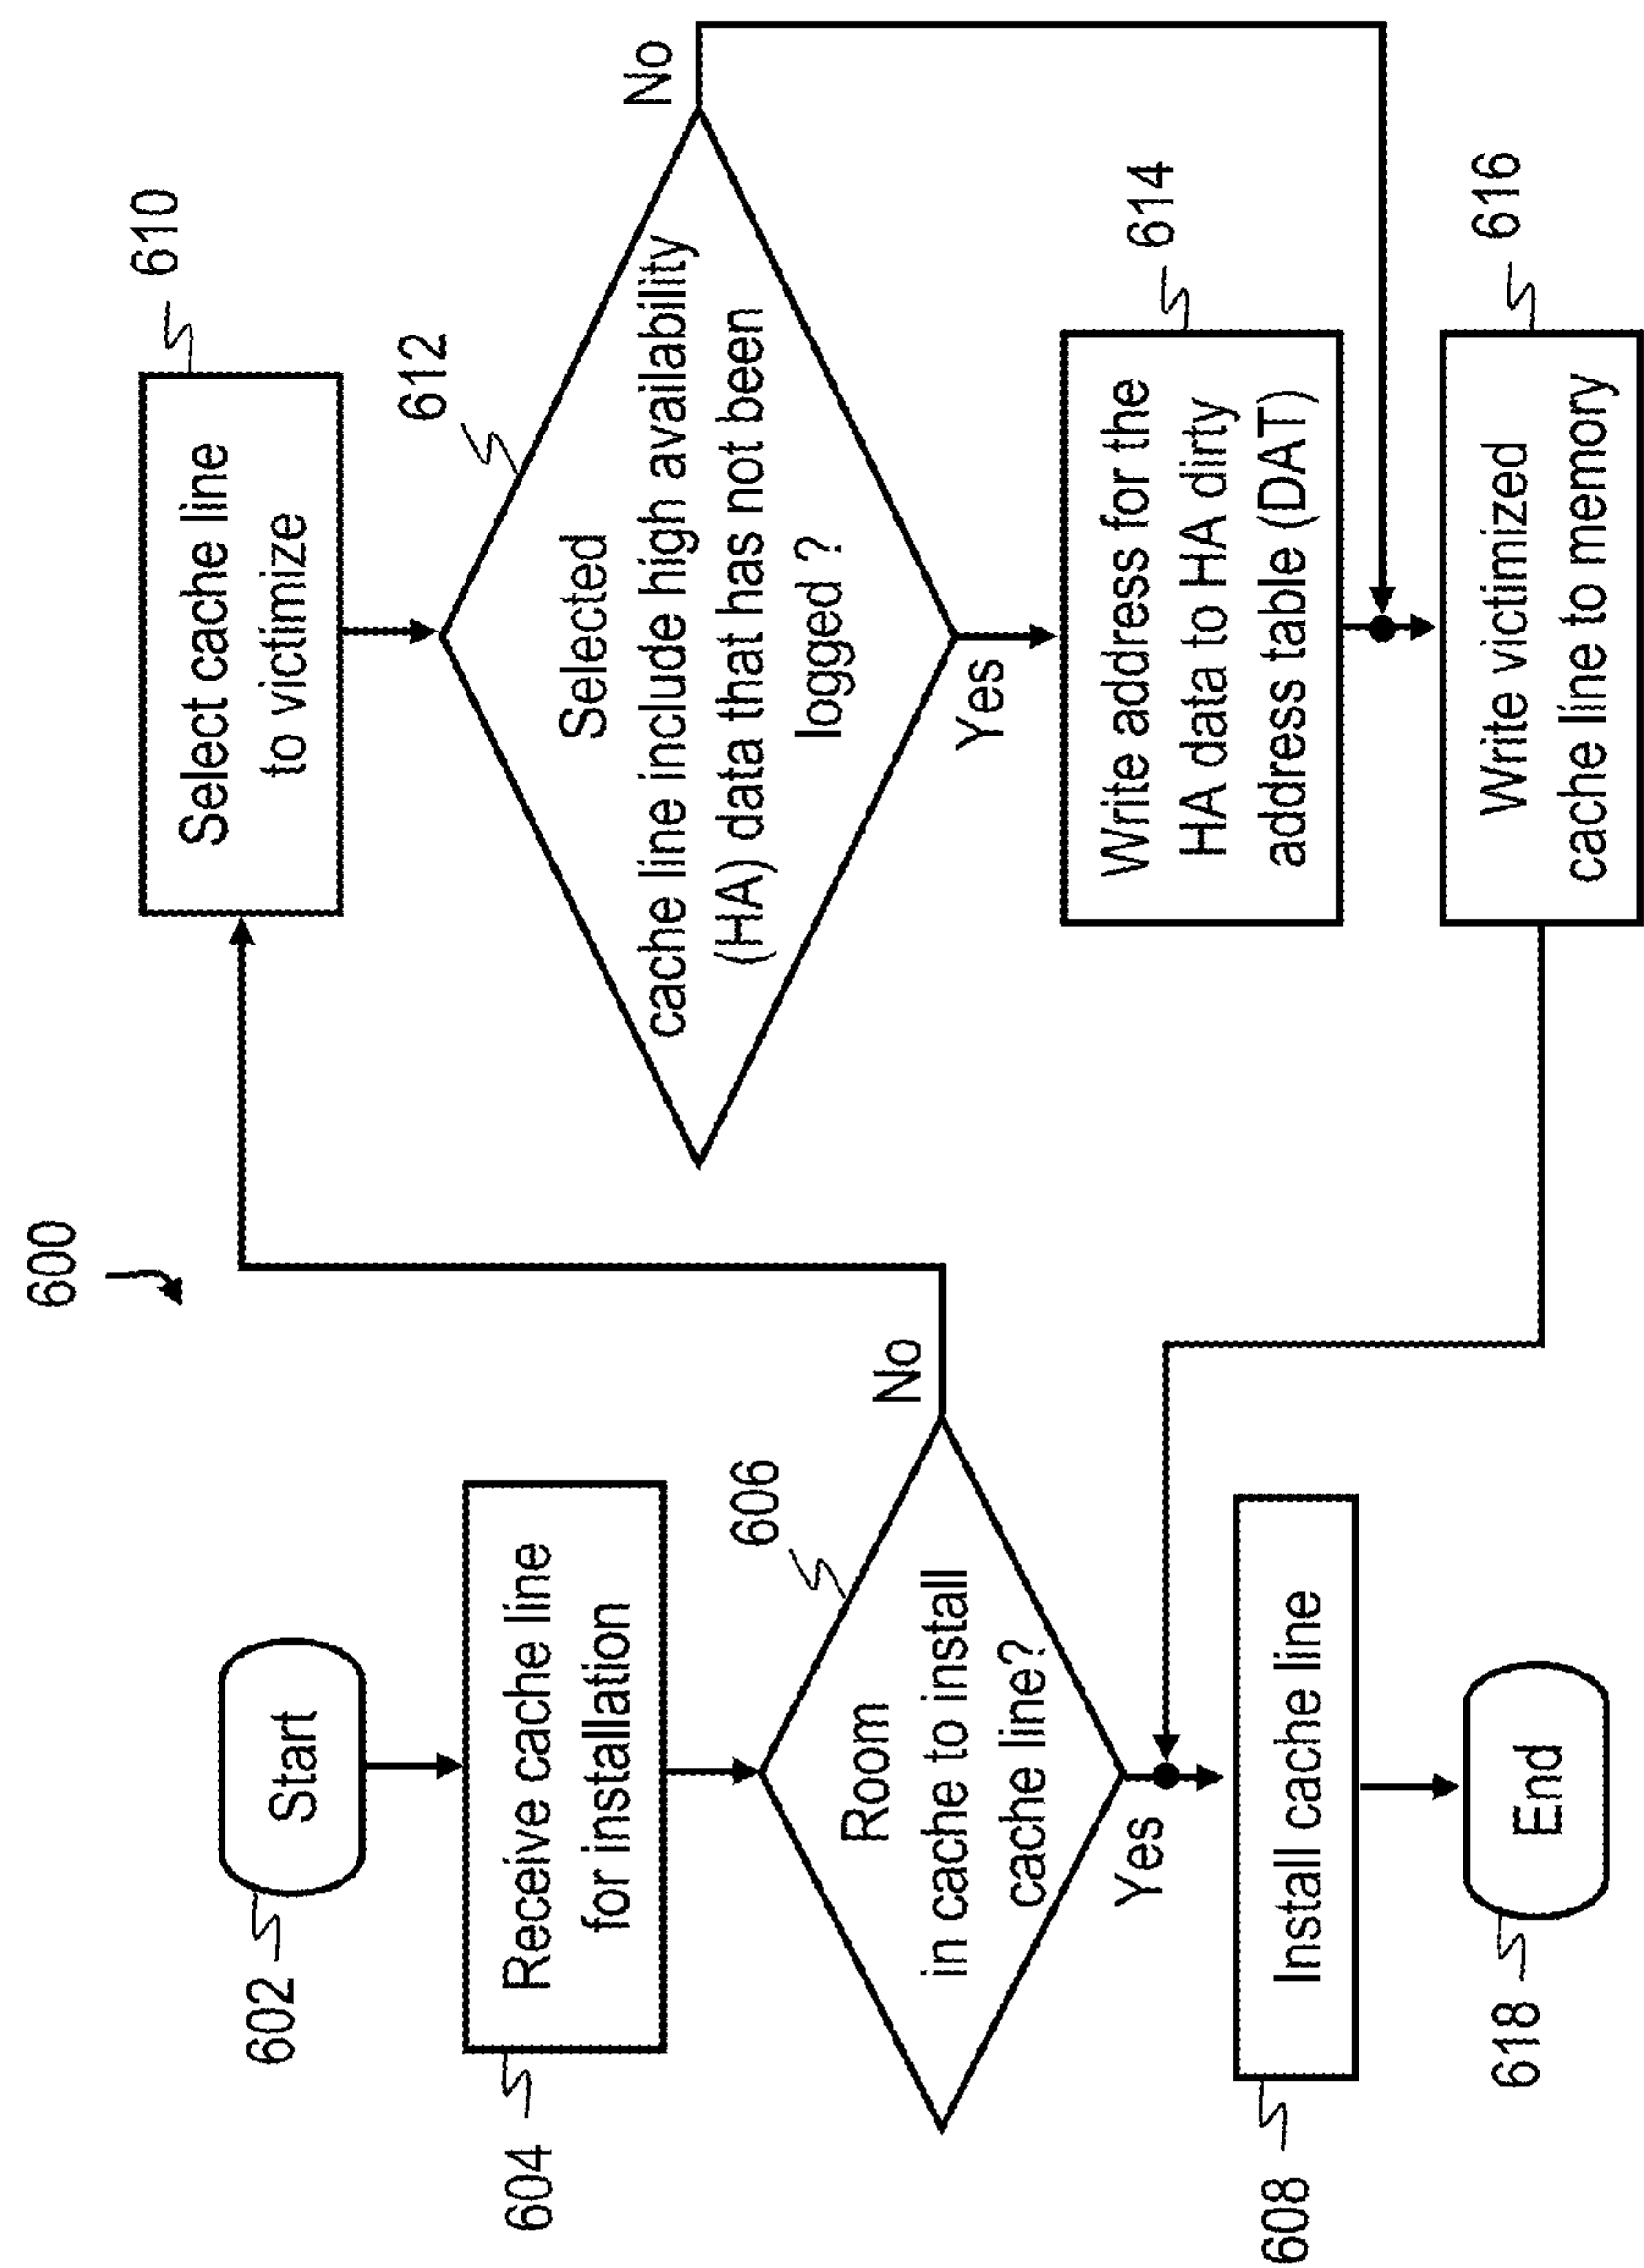 600
602
Start
604
Receive cache line
for installation
606
Room
in cache to install
cache line?
No
Yes
608
Install cache line
618
End
610
Select cache line
to victimize
612
Selected
cache line include high availability
(HA) data that has not been
logged ?
No
Yes
614
Write address for the
HA data to HA dirty
address table (DAT)
616
Write victimized
cache line to memory